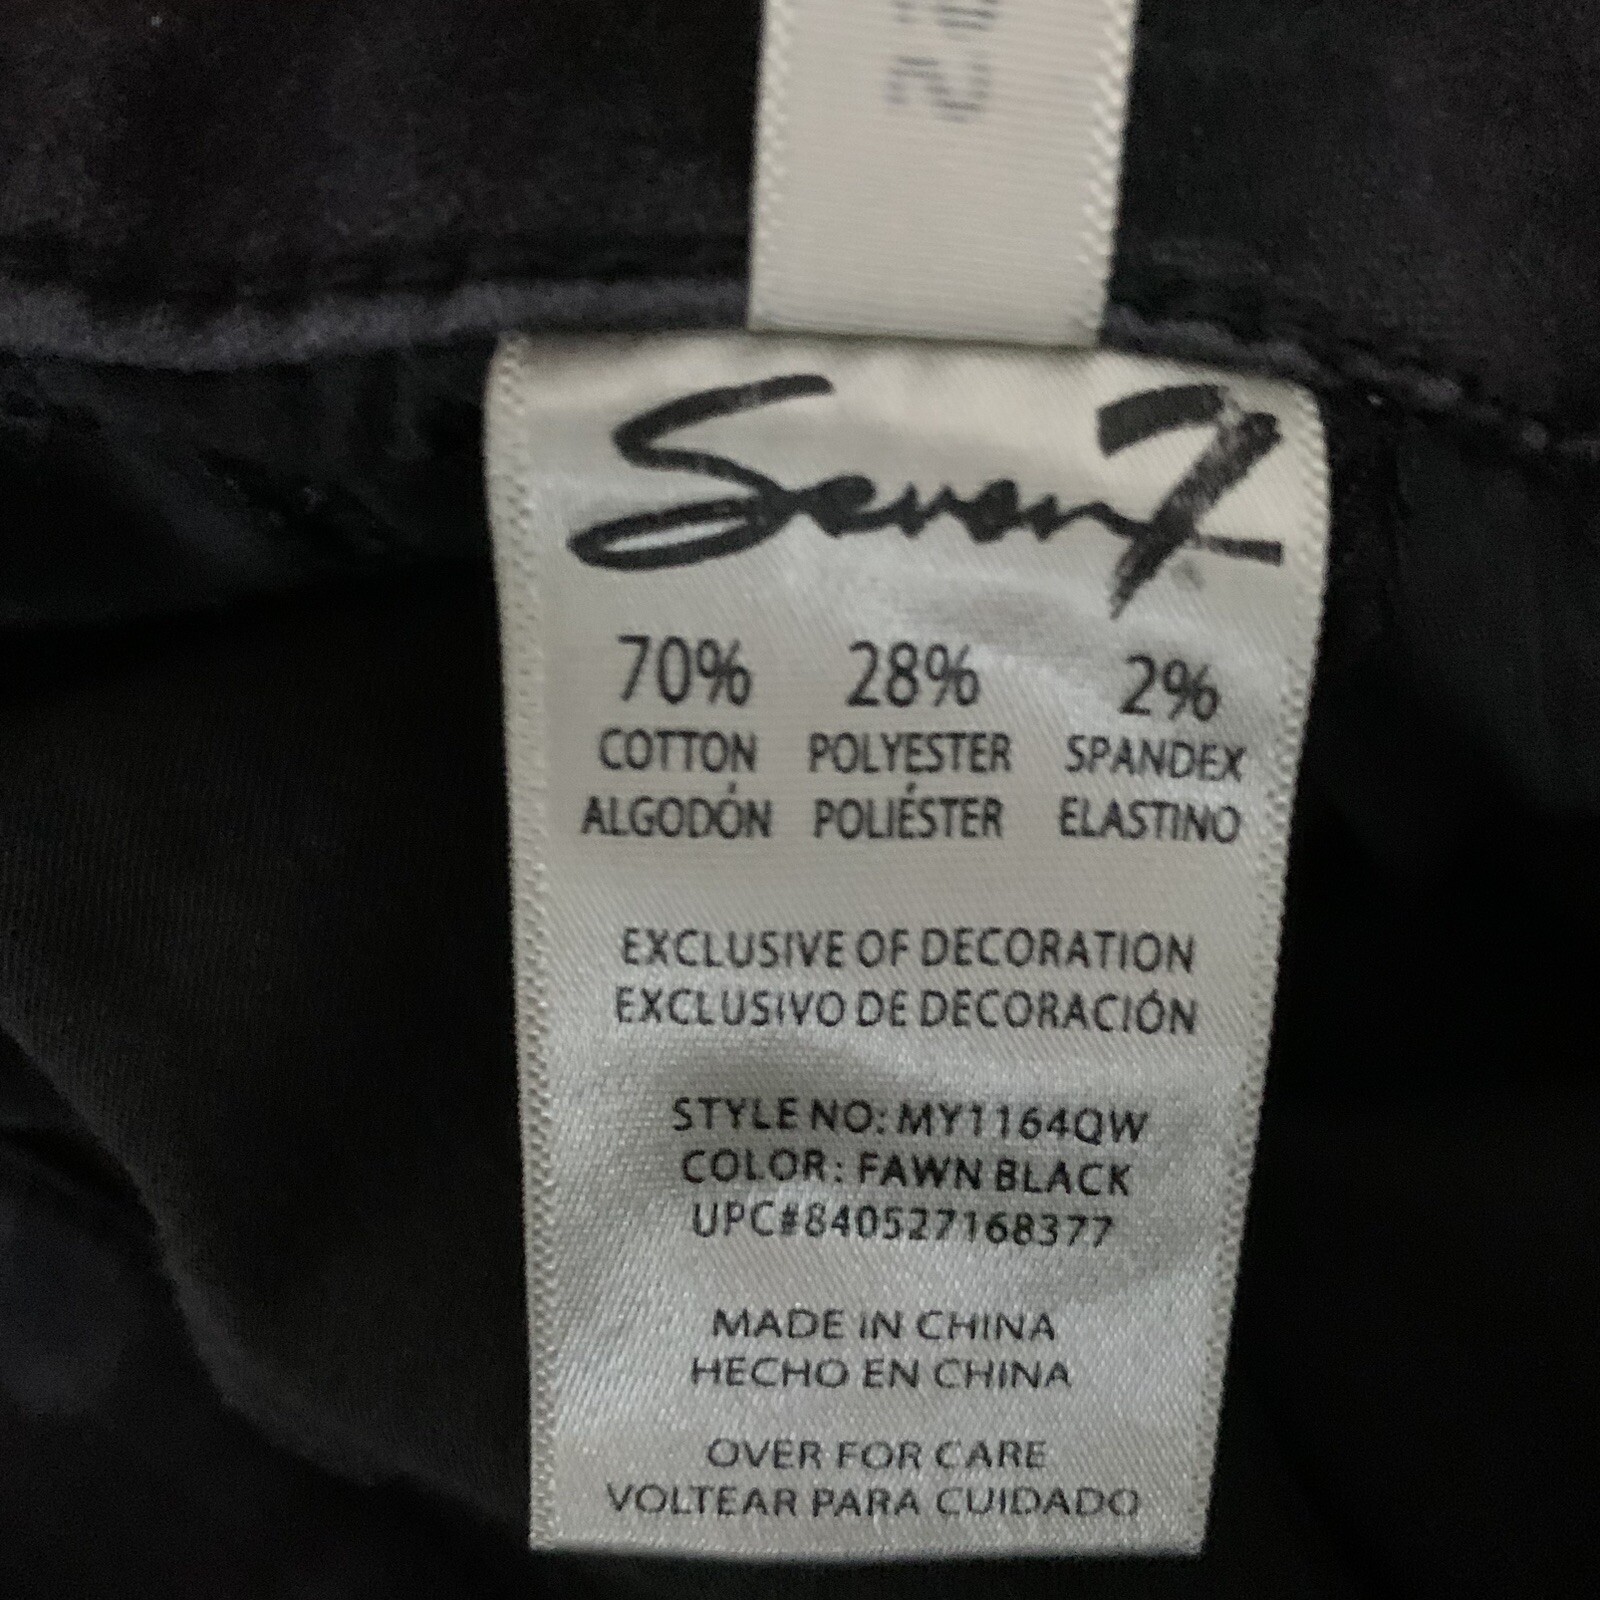 Seven7
70% 28% 2%
COTTON POLYESTER SPANDEX
ALGODÓN POLIÉSTER ELASTINO
EXCLUSIVE OF DECORATION
EXCLUSIVO DE DECORACIÓN
STYLE NO: MY1164QW
COLOR: FAWN BLACK
UPC#840527168377
MADE IN CHINA
HECHO EN CHINA
OVER FOR CARE
VOLTEAR PARA CUIDADO